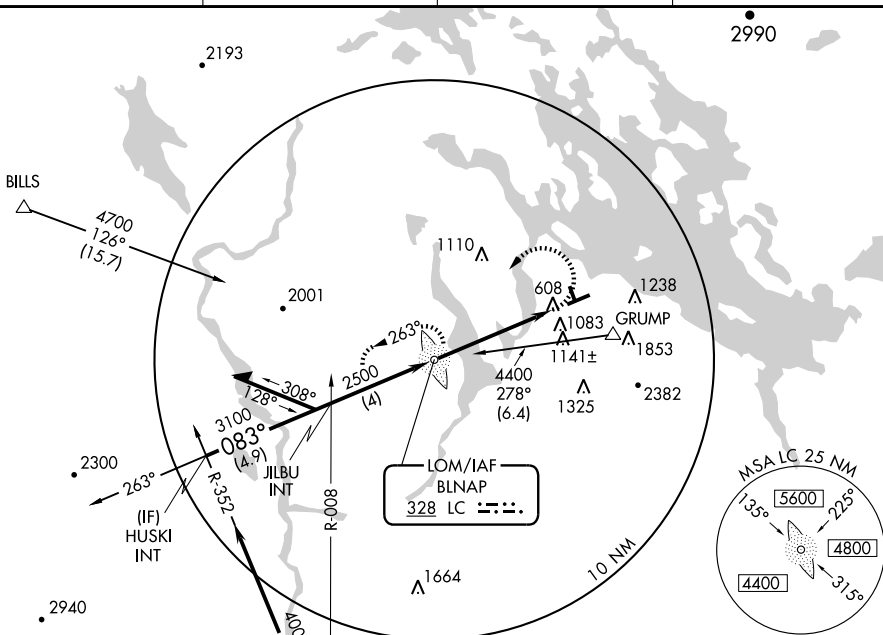 2990
2193
BILLS
4700
126°
(15.7)
1110
2001
608
1238
GRUMP
1083
1141±
1853
263°
4400
278°
(6.4)
1325
2382
2500
(4)
308°
128°
3100
083°
(4.9)
JILBU
INT
2300
263°
(IF)
HUSKI
INT
R-352
R-008
LOM/IAF
BLNAP
328 LC
10 NM
1664
2940
MSA LC 25 NM
135°
5600
225°
4800
4400
315°